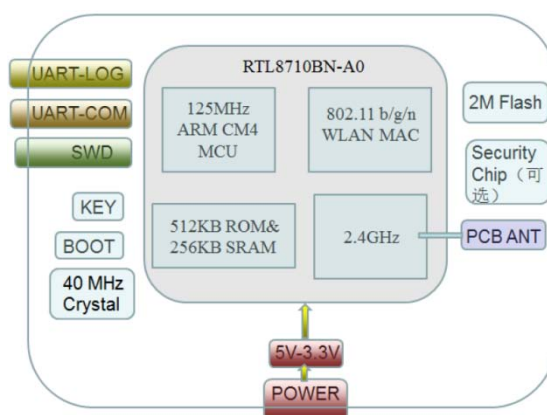 RTL8710BN-A0
UART-LOG
UART-COM
SWD
KEY
BOOT
40 MHz
Crystal
125MHz
ARM CM4
MCU
802.11 b/g/n
WLAN MAC
512KB ROM&
256KB SRAM
2.4GHz
2M Flash
Security
Chip（可
选）
PCB ANT
5V-3.3V
POWER